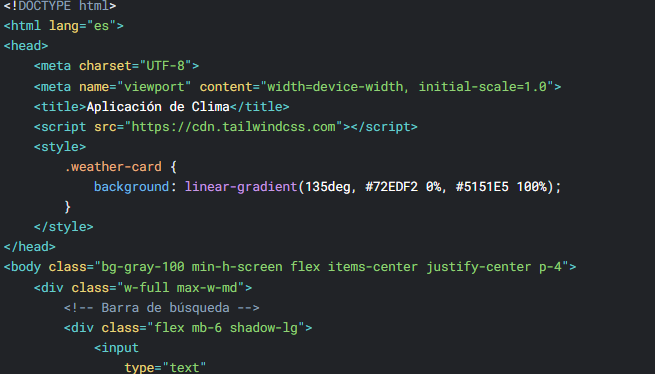 <!DOCTYPE html>
<html lang="es">
<head>
    <meta charset="UTF-8">
    <meta name="viewport" content="width=device-width, initial-scale=1.0">
    <title>Aplicación de Clima</title>
    <script src="https://cdn.tailwindcss.com"></script>
    <style>
        .weather-card {
            background: linear-gradient(135deg, #72EDF2 0%, #5151E5 100%);
        }
    </style>
</head>
<body class="bg-gray-100 min-h-screen flex items-center justify-center p-4">
    <div class="w-full max-w-md">
        <!-- Barra de búsqueda -->
        <div class="flex mb-6 shadow-lg">
            <input
                type="text"